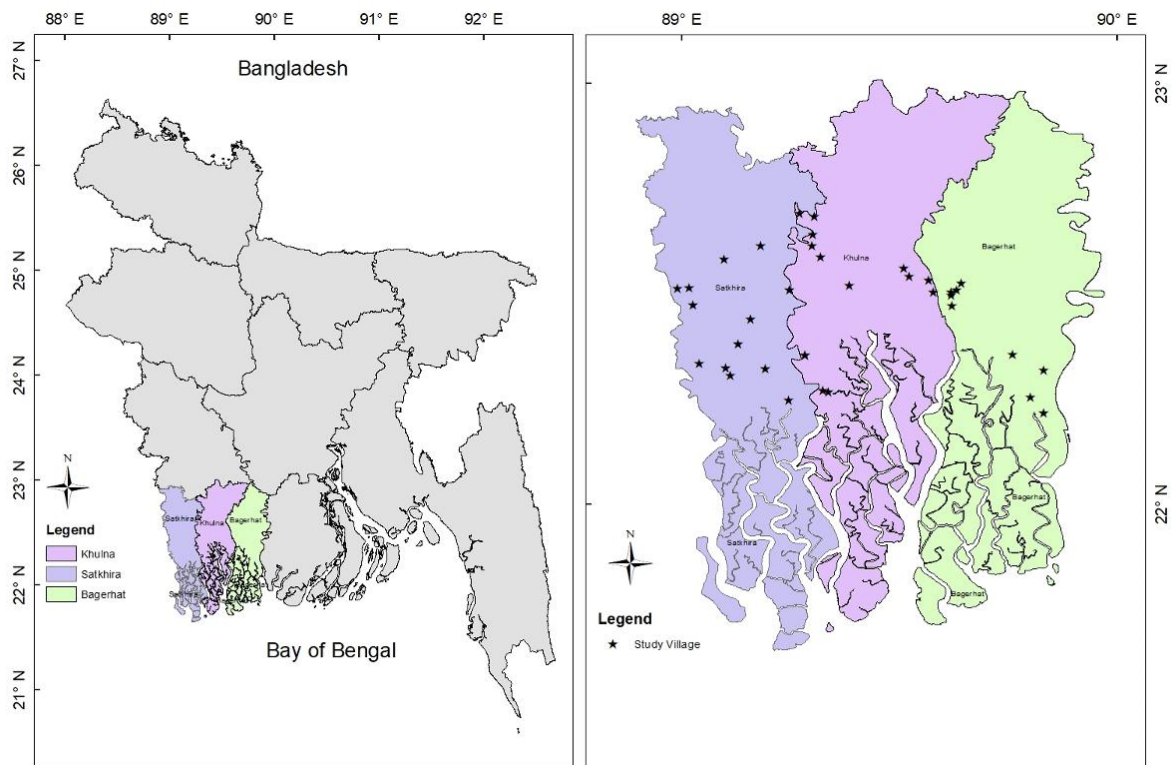 88° E 89° E 90° E 91° E 92° E
27° N
26° N
25° N
24° N
23° N
22° N
21° N
Bangladesh
Satkhira
Khulna
Bagerhat
Satkhira
N
Legend
Khulna
Satkhira
Bagerhat
Bay of Bengal
89° E 90° E
23° N
22° N
Bagerhat
Khulna
Satkhira
Bagerhat
Satkhira
Bagerhat
N
Legend
Study Village